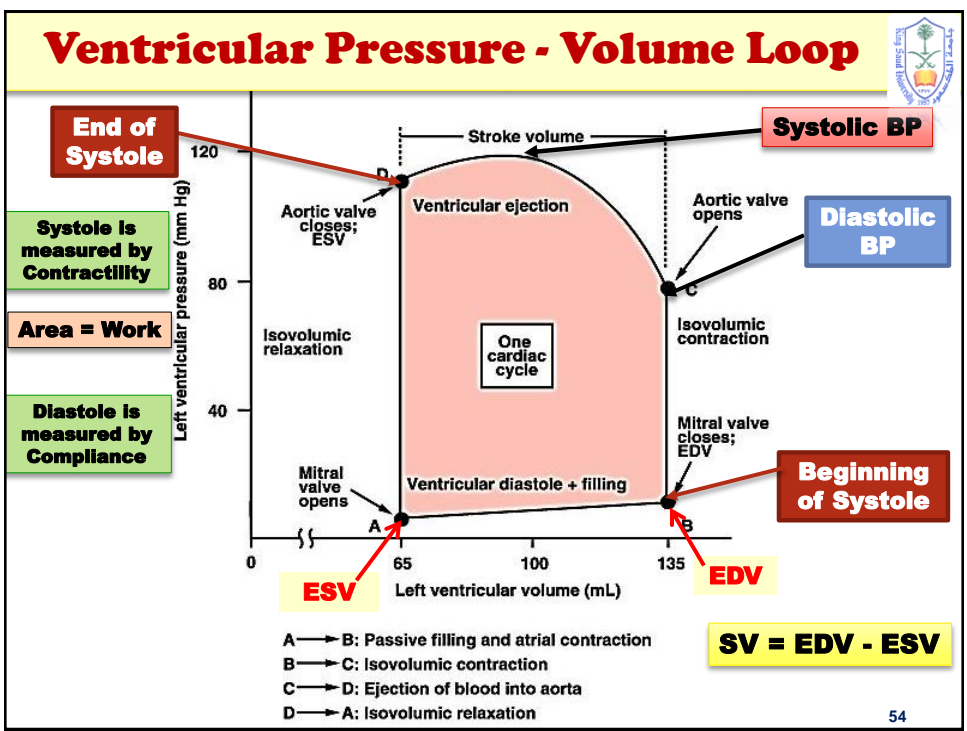 Ventricular Pressure - Volume Loop
King Saud University
1957
End of
Systole
Systolic BP
Stroke volume
120
D
Ventricular ejection
Aortic valve
closes;
ESV
Aortic valve
opens
Diastolic
BP
Systole is
measured by
Contractility
Left ventricular pressure (mm Hg)
80
C
Area = Work
Isovolumic
relaxation
One
cardiac
cycle
Isovolumic
contraction
Diastole is
measured by
Compliance
40
Mitral valve
closes;
EDV
Mitral
valve
opens
Ventricular diastole + filling
Beginning
of Systole
A
B
0
65
100
135
ESV
Left ventricular volume (mL)
EDV
A → B: Passive filling and atrial contraction
B → C: Isovolumic contraction
C → D: Ejection of blood into aorta
D → A: Isovolumic relaxation
SV = EDV - ESV
54